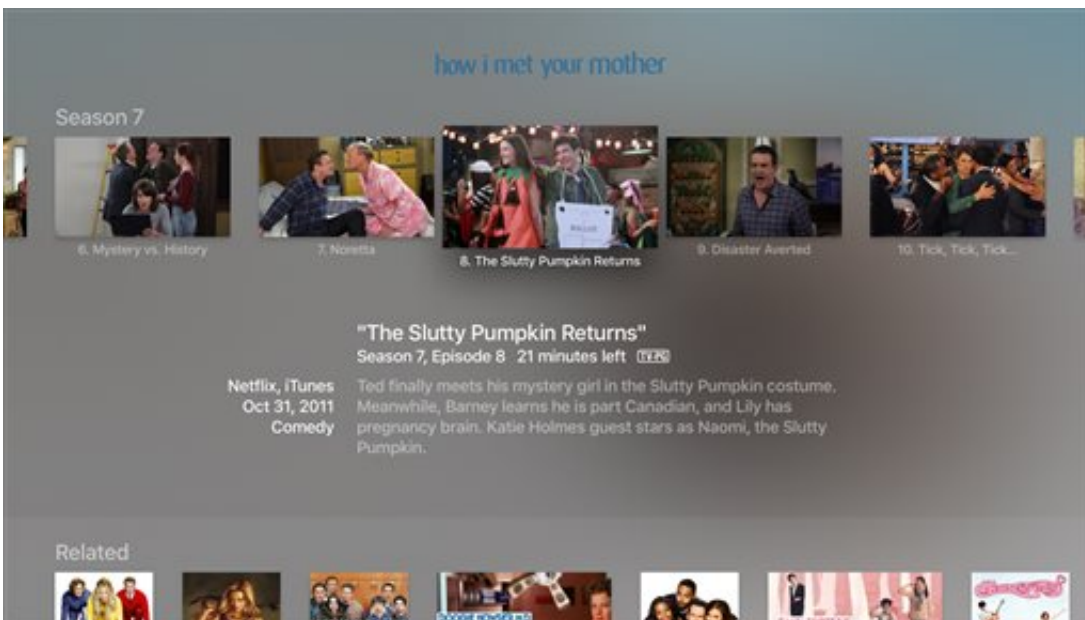 how i met your mother
Season 7
6. Mystery vs. History
7. Noretta
8. The Slutty Pumpkin Returns
9. Disaster Averted
10. Tick, Tick, Tick...
"The Slutty Pumpkin Returns"
Season 7, Episode 8 21 minutes left TV-PG
Netflix, iTunes
Oct 31, 2011
Comedy
Ted finally meets his mystery girl in the Slutty Pumpkin costume.
Meanwhile, Barney learns he is part Canadian, and Lily has
pregnancy brain. Katie Holmes guest stars as Naomi, the Slutty
Pumpkin.
Related